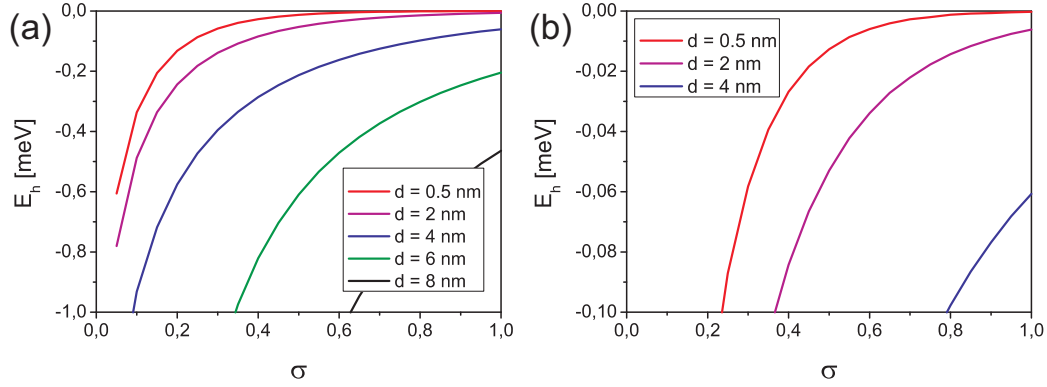 (a)
E_h [meV]
0,00
-0,2
-0,4
-0,6
-0,8
-1,0
0,0 0,2 0,4 0,6 0,8 1,0
σ
d = 0.5 nm
d = 2 nm
d = 4 nm
d = 6 nm
d = 8 nm
(b)
E_h [meV]
0,00
-0,02
-0,04
-0,06
-0,08
-0,10
0,0 0,2 0,4 0,6 0,8 1,0
σ
d = 0.5 nm
d = 2 nm
d = 4 nm